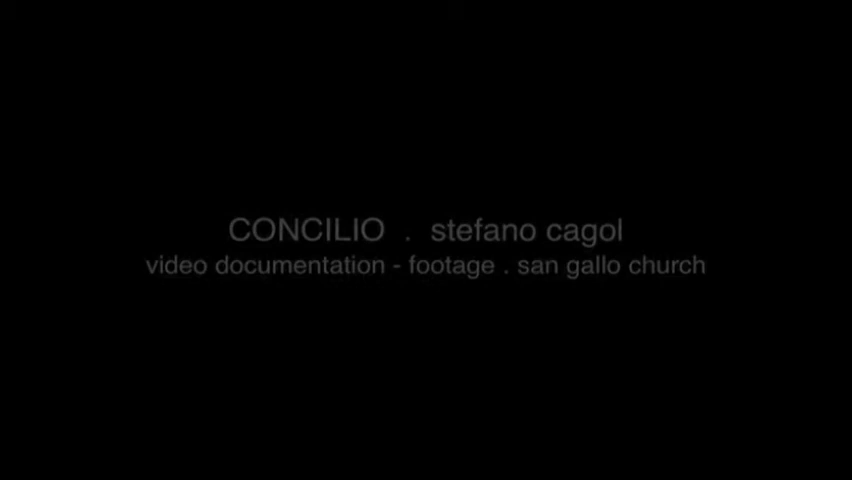 CONCILIO . stefano cagol
video documentation - footage . san gallo church